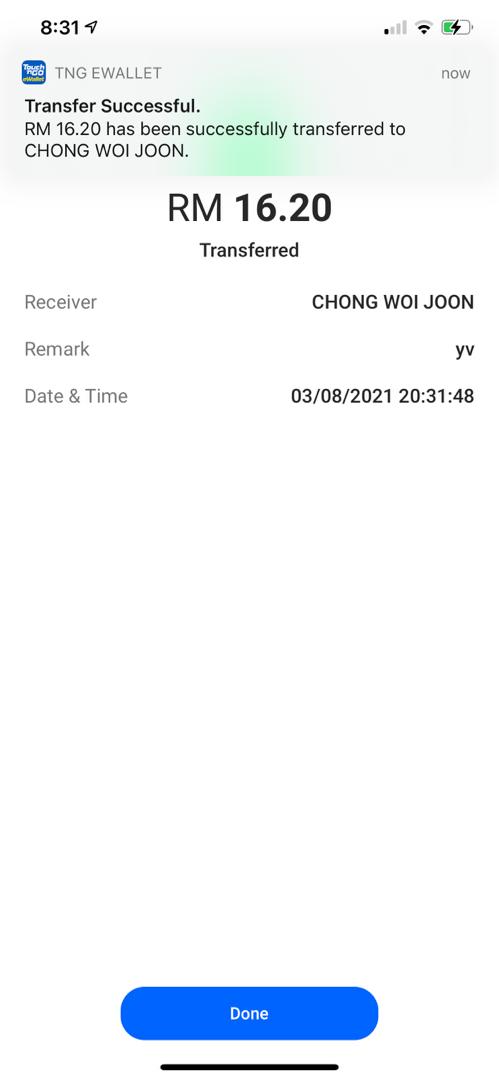 8:31
Touch
'nGO
eWallet
TNG EWALLET
now
Transfer Successful.
RM 16.20 has been successfully transferred to
CHONG WOI JOON.
RM 16.20
Transferred
Receiver CHONG WOI JOON
Remark yv
Date & Time 03/08/2021 20:31:48
Done